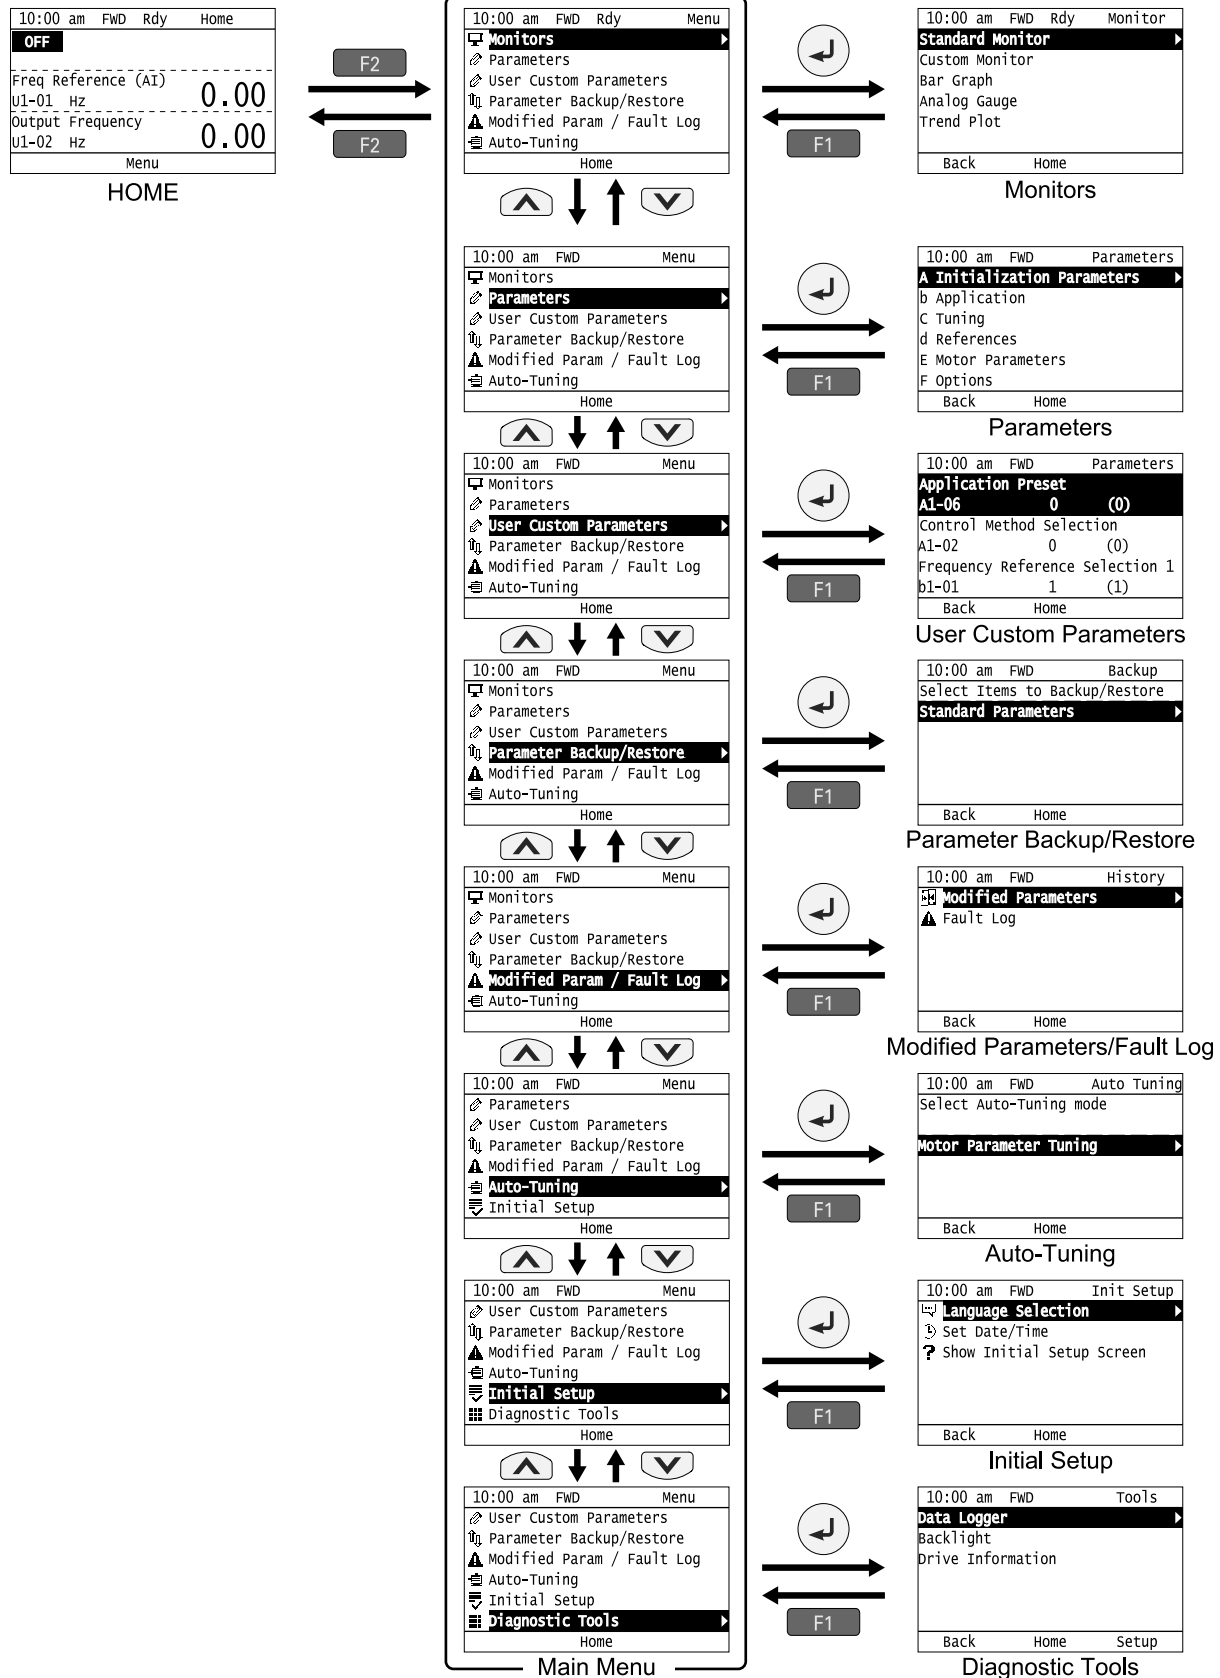 10:00 am FWD Rdy Home
OFF
Freq Reference (AI)
U1-01 Hz 0.00
Output Frequency
U1-02 Hz 0.00
Menu
HOME
F2
F2
10:00 am FWD Rdy Menu
Monitors
Parameters
User Custom Parameters
Parameter Backup/Restore
Modified Param / Fault Log
Auto-Tuning
Home
F1
10:00 am FWD Rdy Monitor
Standard Monitor
Custom Monitor
Bar Graph
Analog Gauge
Trend Plot
Back Home
Monitors
10:00 am FWD Menu
Monitors
Parameters
User Custom Parameters
Parameter Backup/Restore
Modified Param / Fault Log
Auto-Tuning
Home
F1
10:00 am FWD Parameters
A Initialization Parameters
b Application
C Tuning
d References
E Motor Parameters
F Options
Back Home
Parameters
10:00 am FWD Menu
Monitors
Parameters
User Custom Parameters
Parameter Backup/Restore
Modified Param / Fault Log
Auto-Tuning
Home
F1
10:00 am FWD Parameters
Application Preset
A1-06 0 (0)
Control Method Selection
A1-02 0 (0)
Frequency Reference Selection 1
b1-01 1 (1)
Back Home
User Custom Parameters
10:00 am FWD Menu
Monitors
Parameters
User Custom Parameters
Parameter Backup/Restore
Modified Param / Fault Log
Auto-Tuning
Home
F1
10:00 am FWD Backup
Select Items to Backup/Restore
Standard Parameters
Back Home
Parameter Backup/Restore
10:00 am FWD Menu
Monitors
Parameters
User Custom Parameters
Parameter Backup/Restore
Modified Param / Fault Log
Auto-Tuning
Home
F1
10:00 am FWD History
Modified Parameters
Fault Log
Back Home
Modified Parameters/Fault Log
10:00 am FWD Menu
Parameters
User Custom Parameters
Parameter Backup/Restore
Modified Param / Fault Log
Auto-Tuning
Initial Setup
Home
F1
10:00 am FWD Auto Tuning
Select Auto-Tuning mode
Motor Parameter Tuning
Back Home
Auto-Tuning
10:00 am FWD Menu
User Custom Parameters
Parameter Backup/Restore
Modified Param / Fault Log
Auto-Tuning
Initial Setup
Diagnostic Tools
Home
F1
10:00 am FWD Init Setup
Language Selection
Set Date/Time
? Show Initial Setup Screen
Back Home
Initial Setup
10:00 am FWD Menu
User Custom Parameters
Parameter Backup/Restore
Modified Param / Fault Log
Auto-Tuning
Initial Setup
Diagnostic Tools
Home
Main Menu
F1
10:00 am FWD Tools
Data Logger
Backlight
Drive Information
Back Home Setup
Diagnostic Tools